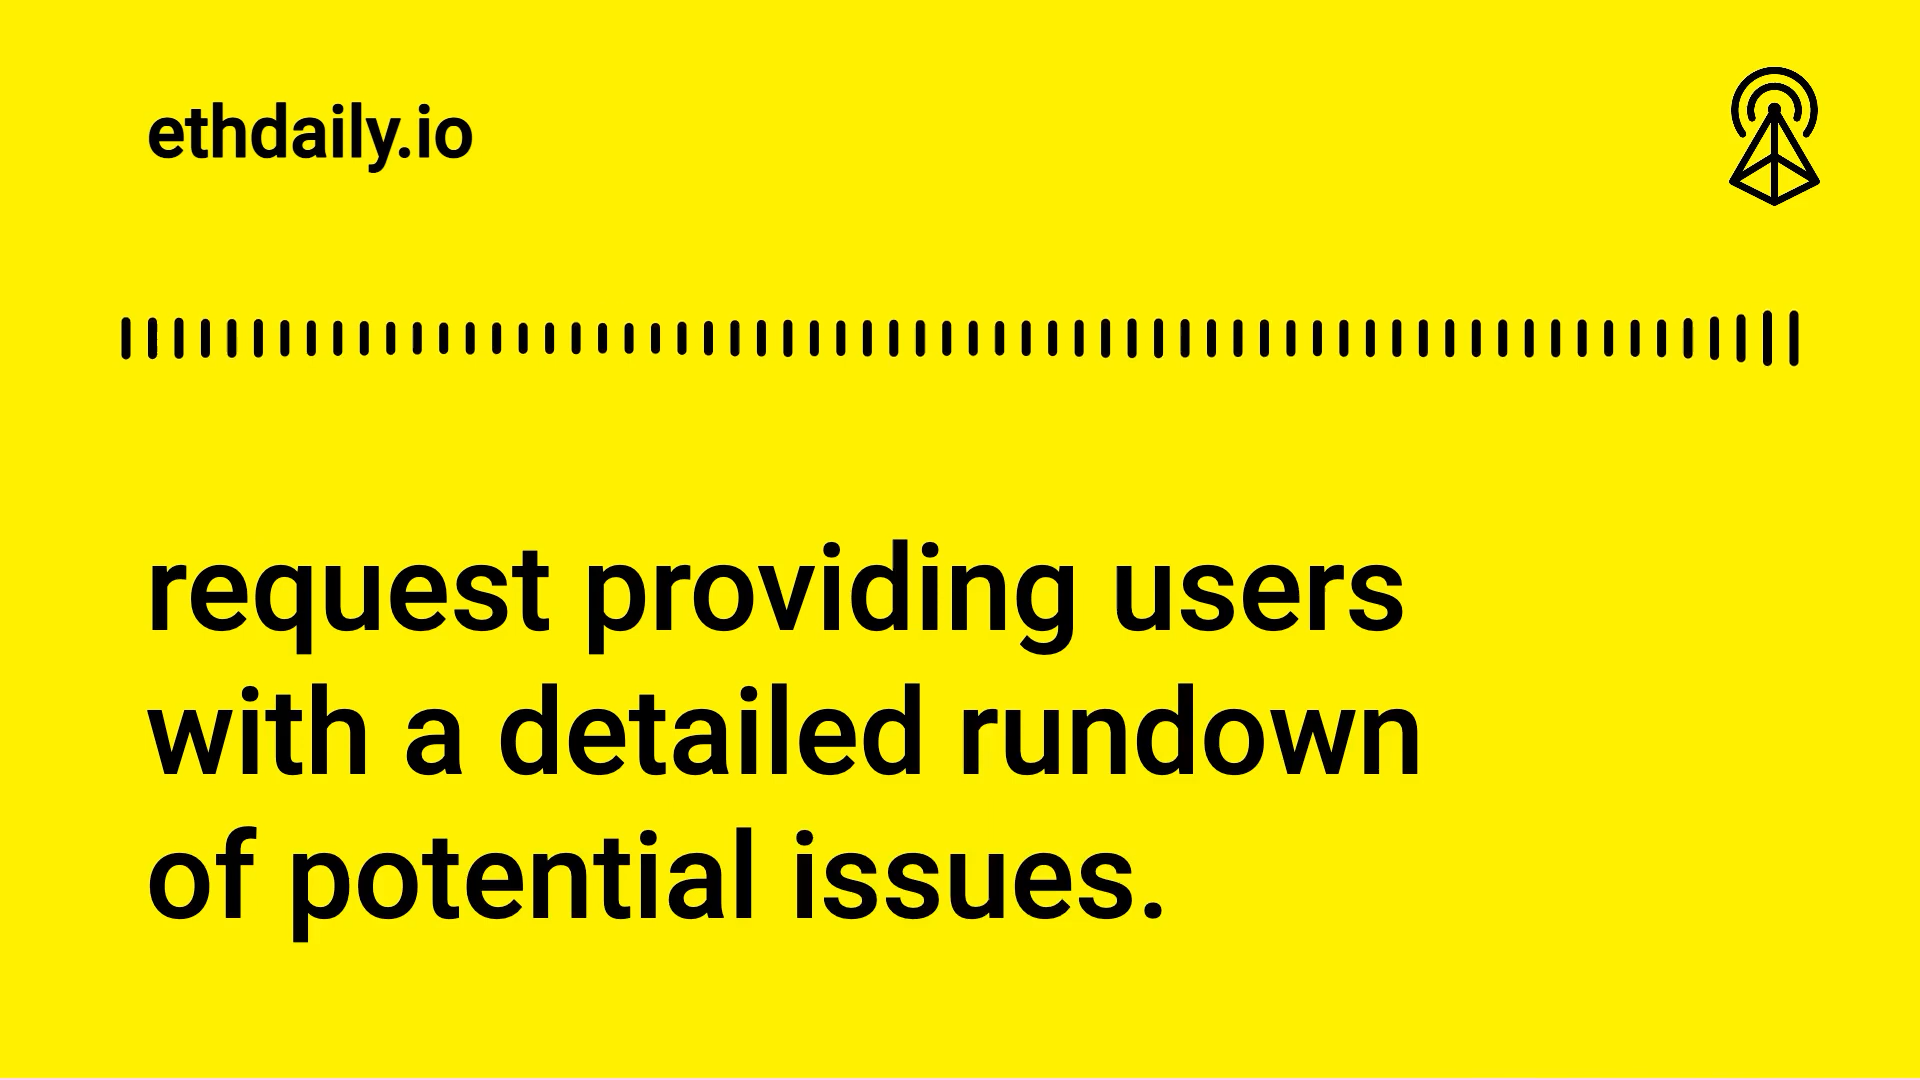 ethdaily.io
request providing users
with a detailed rundown
of potential issues.